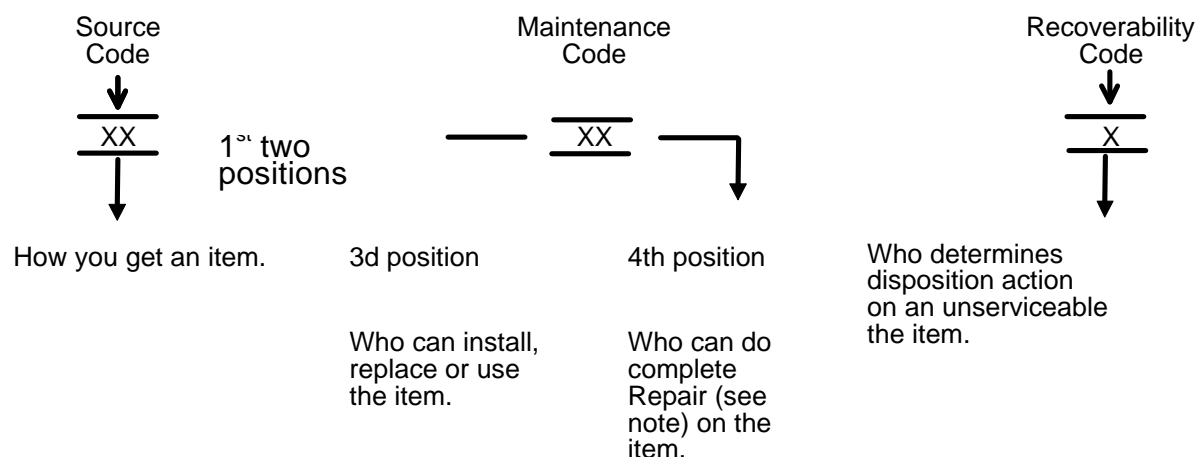 Source
Code
Maintenance
Code
Recoverability
Code
XX
1st two
positions
XX
X
How you get an item.
3d position
4th position
Who determines
disposition action
on an unserviceable
the item.
Who can install,
replace or use
the item.
Who can do
complete
Repair (see
note) on the
item.